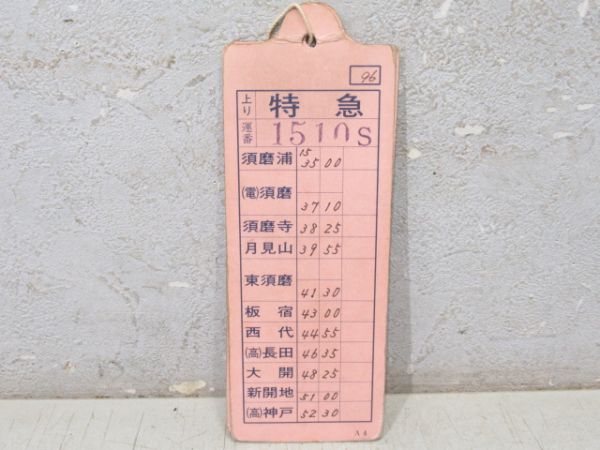 96
上り 特急
運番 1510S
須磨浦 15 35 00
(電)須磨 37 10
須磨寺 38 25
月見山 39 55
東須磨 41 30
板宿 43 00
西代 44 55
(高)長田 46 35
大開 48 25
新開地 51 00
(高)神戸 52 30